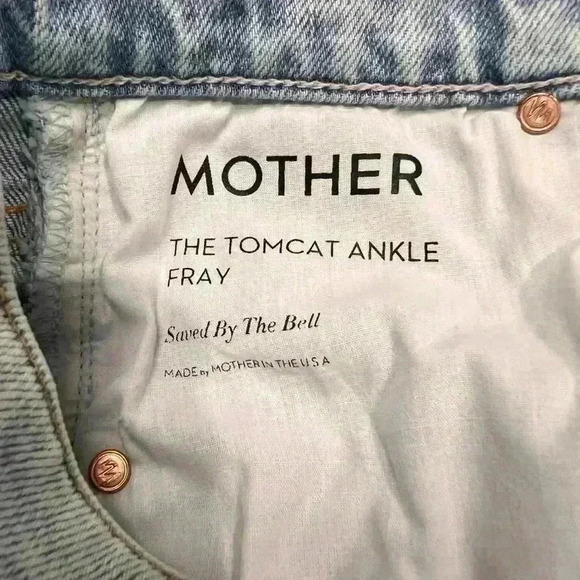 MOTHER
THE TOMCAT ANKLE
FRAY
Saved By The Bell
MADE by MOTHER IN THE U S A